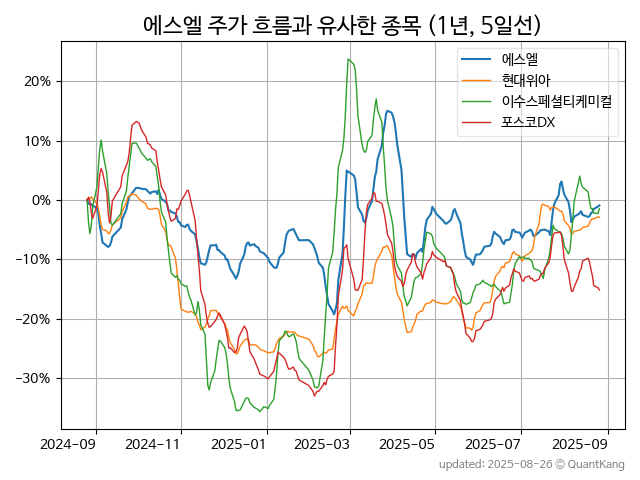 에스엘 주가 흐름과 유사한 종목 (1년, 5일선)
에스엘
현대위아
이수스페셜티케미컬
포스코DX
20%
10%
0%
−10%
−20%
−30%
2024-09 2024-11 2025-01 2025-03 2025-05 2025-07 2025-09
updated: 2025-08-26 © QuantKang